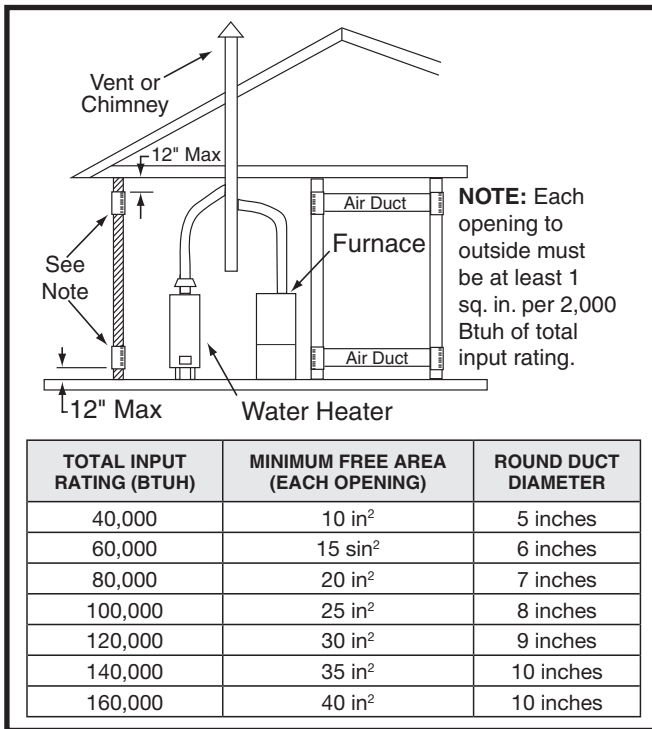 Vent or
Chimney
12" Max
Air Duct
NOTE: Each
opening to
outside must
be at least 1
sq. in. per 2,000
Btuh of total
input rating.
Furnace
See
Note
Air Duct
12" Max
Water Heater
TOTAL INPUT RATING (BTUH) MINIMUM FREE AREA (EACH OPENING) ROUND DUCT DIAMETER
40,000 10 in² 5 inches
60,000 15 sin² 6 inches
80,000 20 in² 7 inches
100,000 25 in² 8 inches
120,000 30 in² 9 inches
140,000 35 in² 10 inches
160,000 40 in² 10 inches